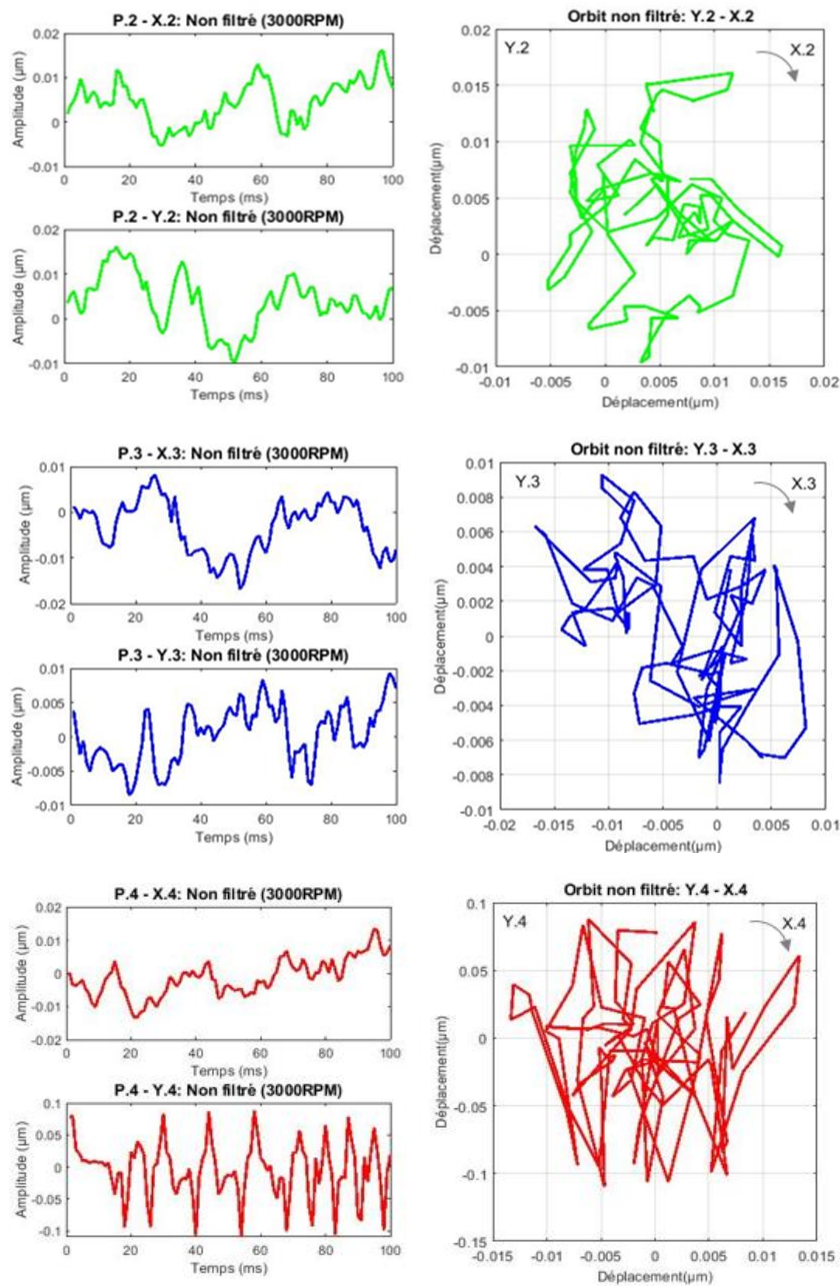 P.2 - X.2: Non filtré (3000RPM)
Amplitude (µm)
0.02
0.01
0
-0.01
0 20 40 60 80 100
Temps (ms)
P.2 - Y.2: Non filtré (3000RPM)
Amplitude (µm)
0.02
0.01
0
-0.01
0 20 40 60 80 100
Temps (ms)
Orbit non filtré: Y.2 - X.2
Y.2 X.2
Déplacement(µm)
0.02
0.015
0.01
0.005
0
-0.005
-0.01
-0.01 -0.005 0 0.005 0.01 0.015 0.02
Déplacement(µm)
P.3 - X.3: Non filtré (3000RPM)
Amplitude (µm)
0.01
0
-0.01
-0.02
0 20 40 60 80 100
Temps (ms)
P.3 - Y.3: Non filtré (3000RPM)
Amplitude (µm)
0.01
0.005
0
-0.005
-0.01
0 20 40 60 80 100
Temps (ms)
Orbit non filtré: Y.3 - X.3
Y.3 X.3
Déplacement(µm)
0.01
0.008
0.006
0.004
0.002
0
-0.002
-0.004
-0.006
-0.008
-0.01
-0.02 -0.015 -0.01 -0.005 0 0.005 0.01
Déplacement(µm)
P.4 - X.4: Non filtré (3000RPM)
Amplitude (µm)
0.02
0.01
0
-0.01
-0.02
0 20 40 60 80 100
Temps (ms)
P.4 - Y.4: Non filtré (3000RPM)
Amplitude (µm)
0.1
0.05
0
-0.05
-0.1
0 20 40 60 80 100
Temps (ms)
Orbit non filtré: Y.4 - X.4
Y.4 X.4
Déplacement(µm)
0.1
0.05
0
-0.05
-0.1
-0.15
-0.015 -0.01 -0.005 0 0.005 0.01 0.015
Déplacement(µm)